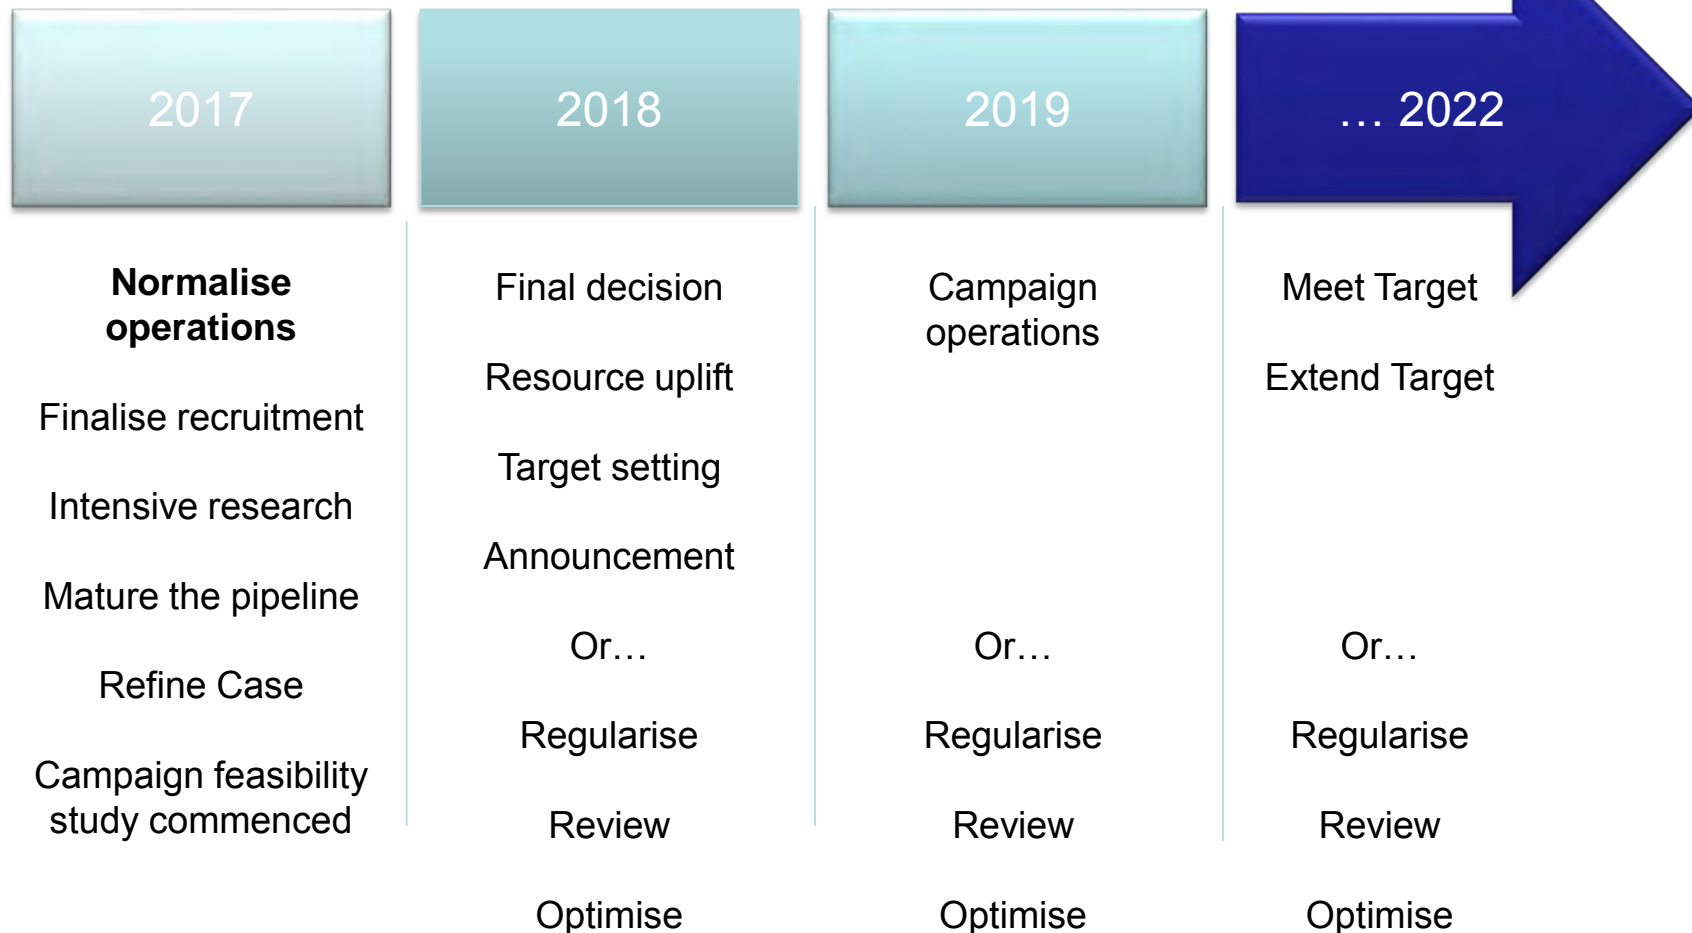 2017
Normalise
operations
Finalise recruitment
Intensive research
Mature the pipeline
Refine Case
Campaign feasibility
study commenced
2018
Final decision
Resource uplift
Target setting
Announcement
Or…
Regularise
Review
Optimise
2019
Campaign
operations
Or…
Regularise
Review
Optimise
… 2022
Meet Target
Extend Target
Or…
Regularise
Review
Optimise